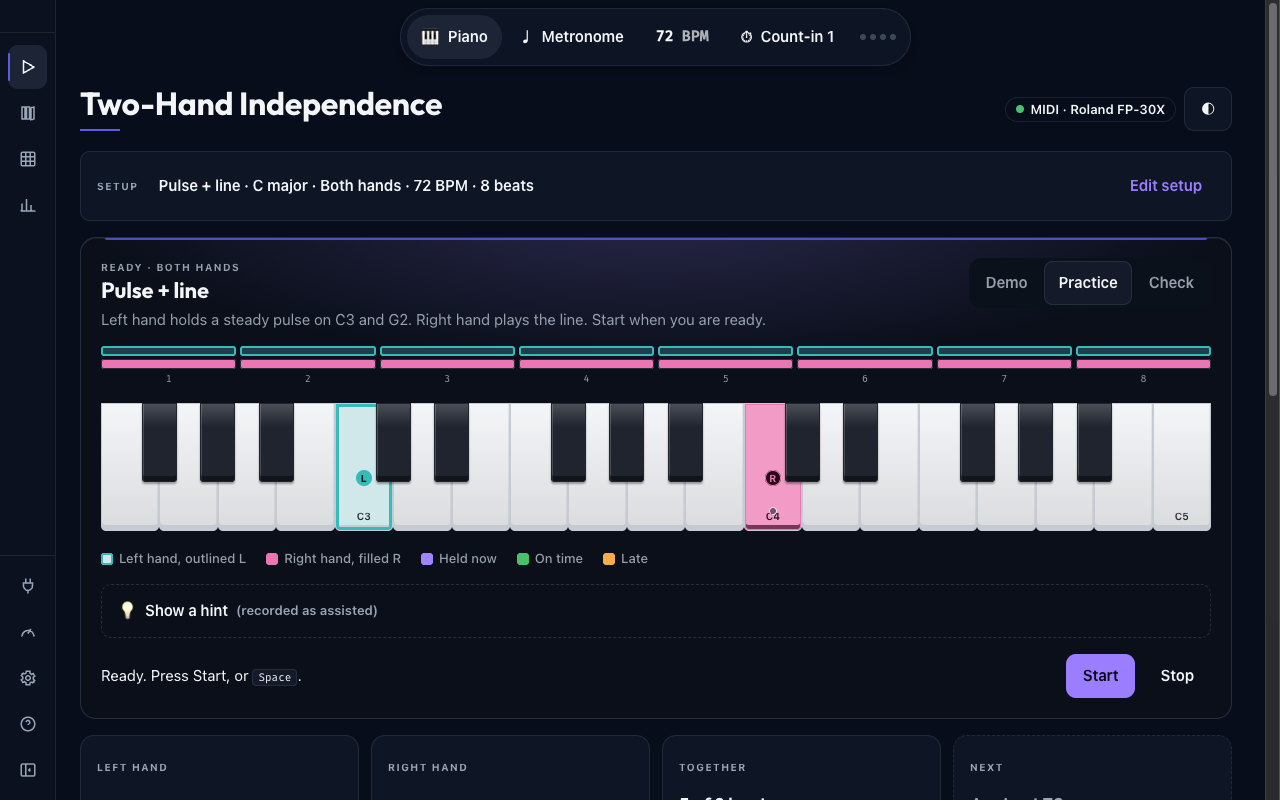 Piano Metronome 72 BPM Count-in 1
Two-Hand Independence
MIDI · Roland FP-30X
SETUP Pulse + line · C major · Both hands · 72 BPM · 8 beats Edit setup
READY · BOTH HANDS
Pulse + line
Left hand holds a steady pulse on C3 and G2. Right hand plays the line. Start when you are ready.
Demo Practice Check
1 2 3 4 5 6 7 8
L R
C3 C4 C5
Left hand, outlined L Right hand, filled R Held now On time Late
Show a hint (recorded as assisted)
Ready. Press Start, or Space.
Start Stop
LEFT HAND RIGHT HAND TOGETHER NEXT